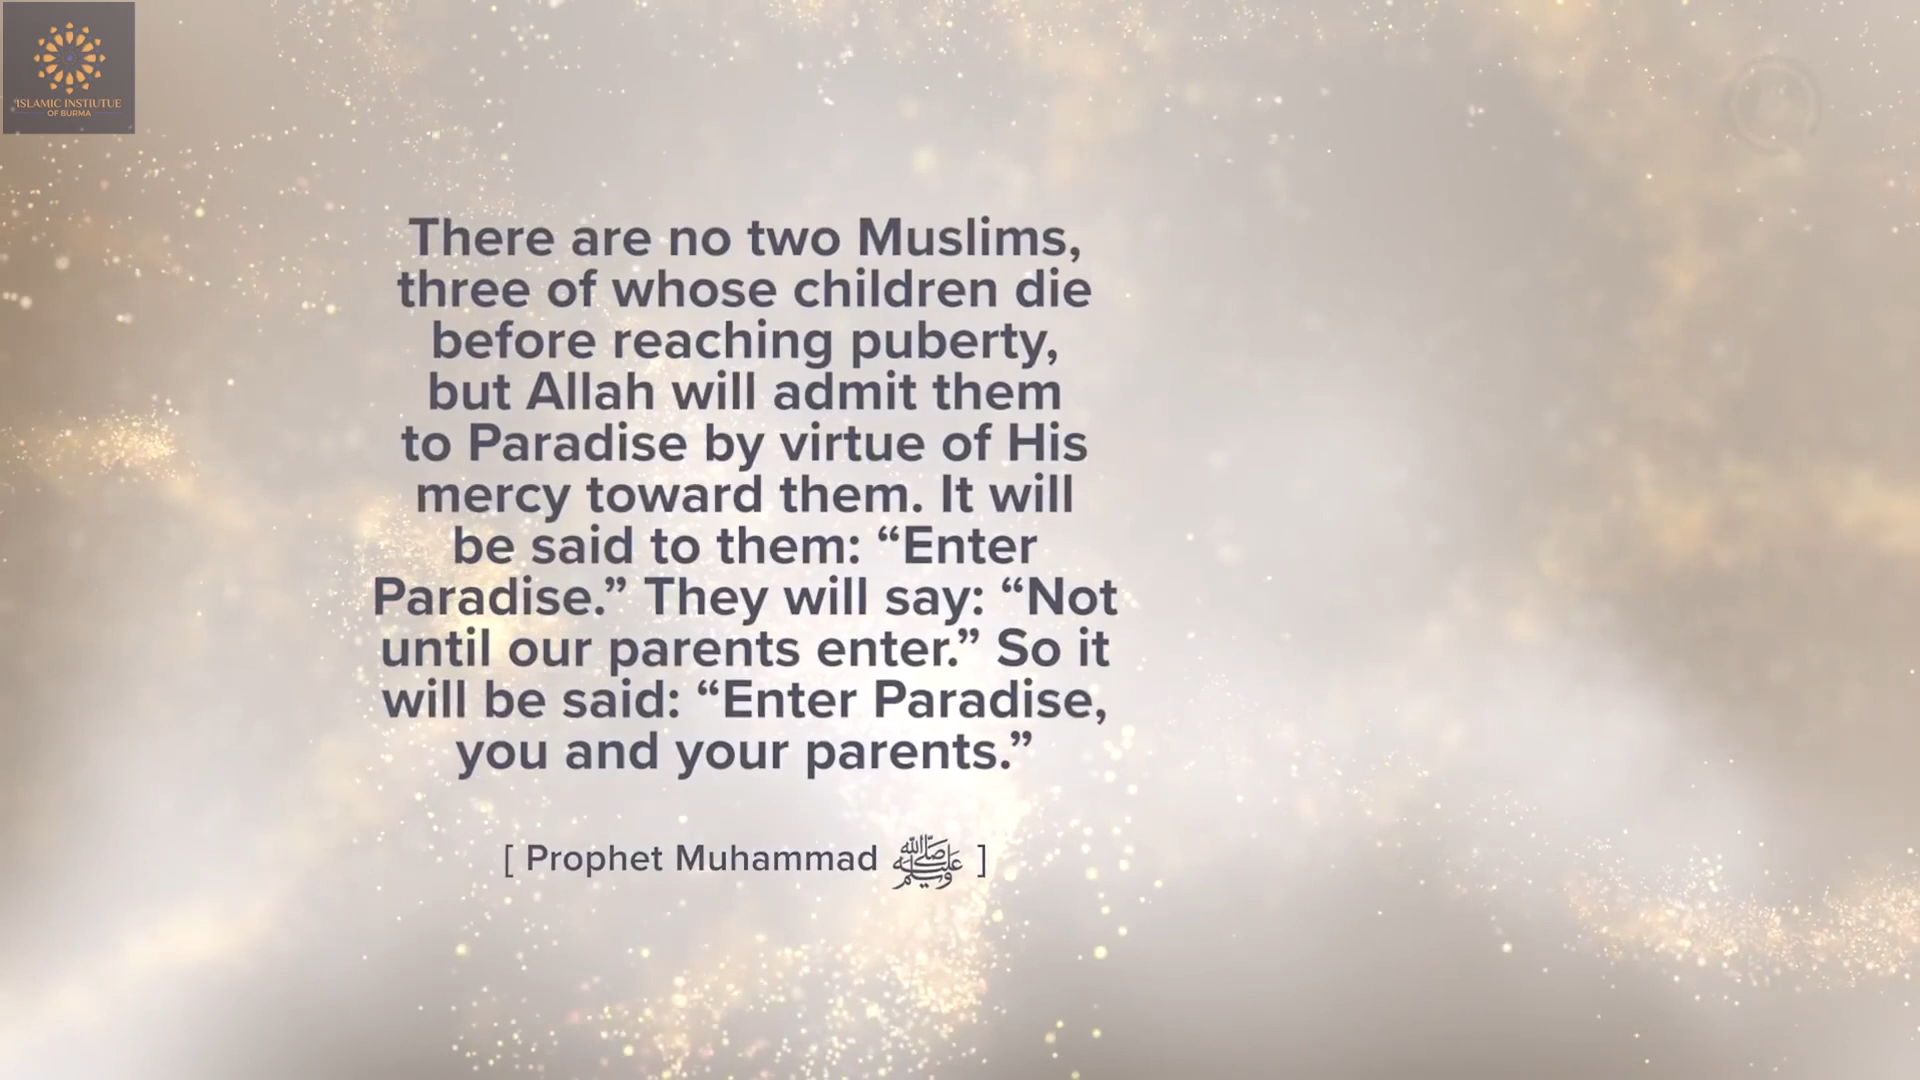 ISLAMIC INSTIUTUE
OF BURMA
There are no two Muslims,
three of whose children die
before reaching puberty,
but Allah will admit them
to Paradise by virtue of His
mercy toward them. It will
be said to them: “Enter
Paradise.” They will say: “Not
until our parents enter.” So it
will be said: “Enter Paradise,
you and your parents.”
[ Prophet Muhammad ﷺ ]